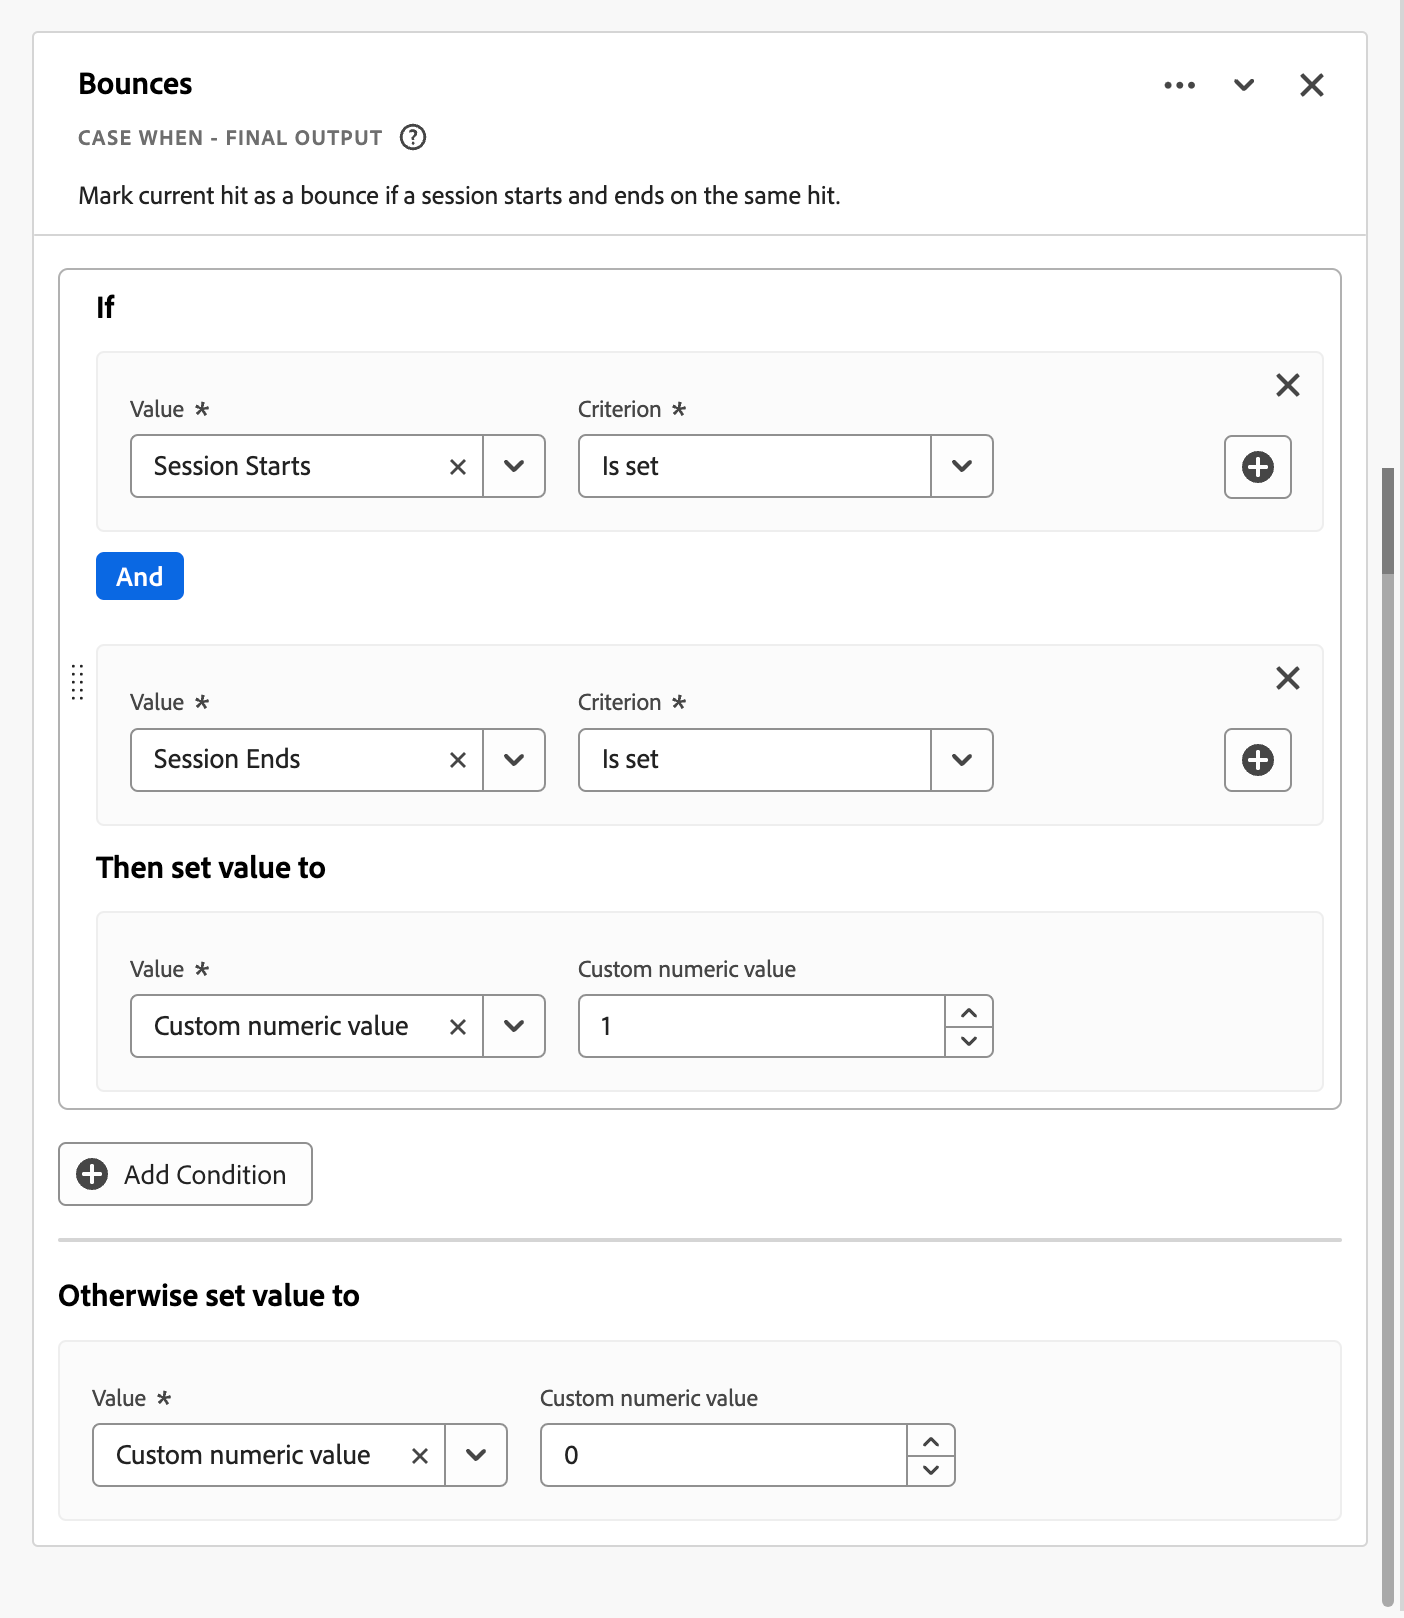 Bounces
CASE WHEN - FINAL OUTPUT
Mark current hit as a bounce if a session starts and ends on the same hit.
If
Value * Criterion *
Session Starts Is set
And
Value * Criterion *
Session Ends Is set
Then set value to
Value * Custom numeric value
Custom numeric value 1
Add Condition
Otherwise set value to
Value * Custom numeric value
Custom numeric value 0